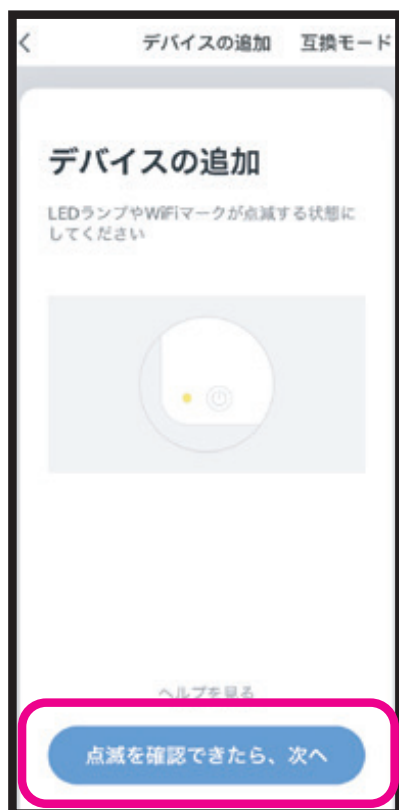 デバイスの追加 互換モード
デバイスの追加
LEDランプやWiFiマークが点滅する状態に
してください
ヘルプを見る
点滅を確認できたら、次へ